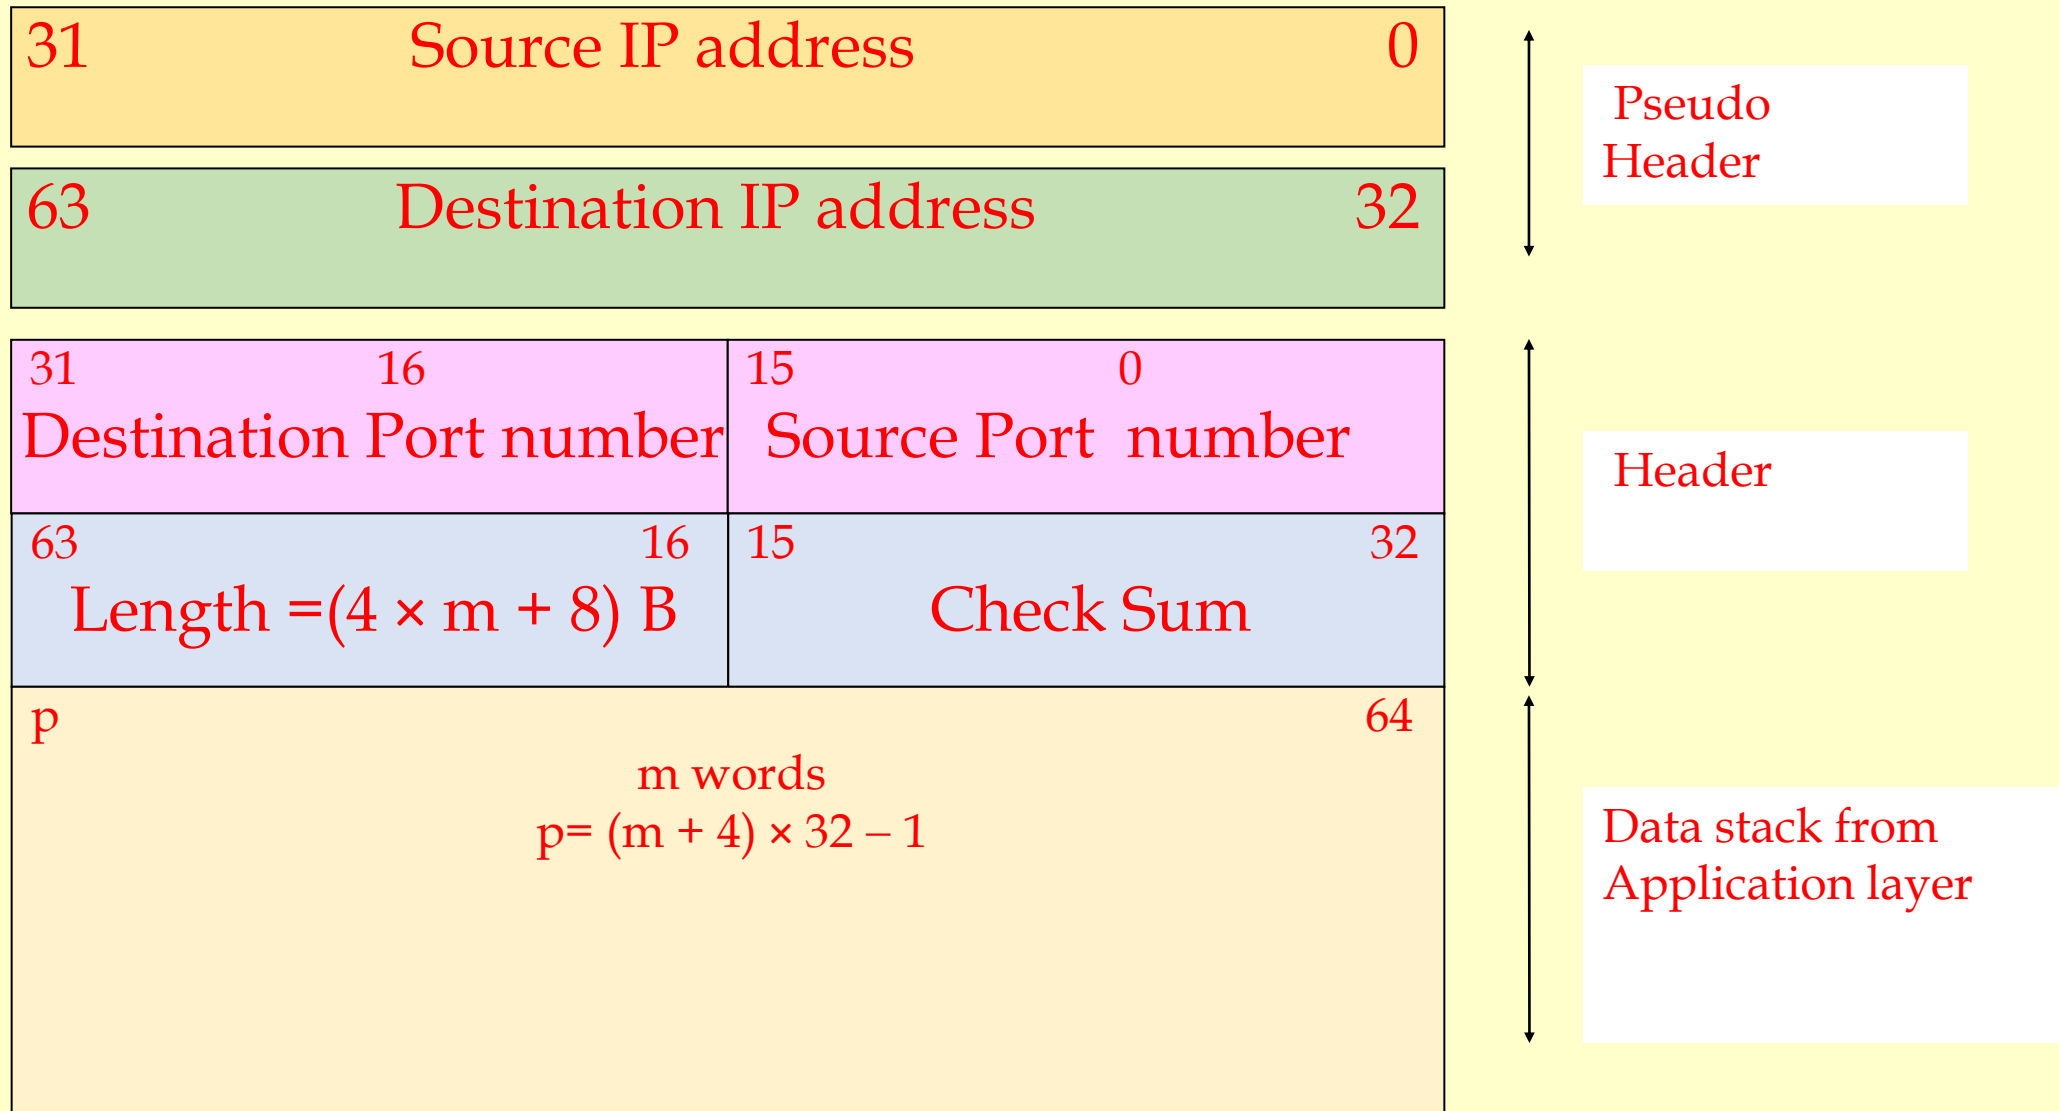 31 Source IP address 0
Pseudo
Header
63 Destination IP address 32
31 16 15 0
Destination Port number Source Port number
Header
63 16 15 32
Length =(4 × m + 8) B Check Sum
p 64
m words
p= (m + 4) × 32 – 1
Data stack from
Application layer